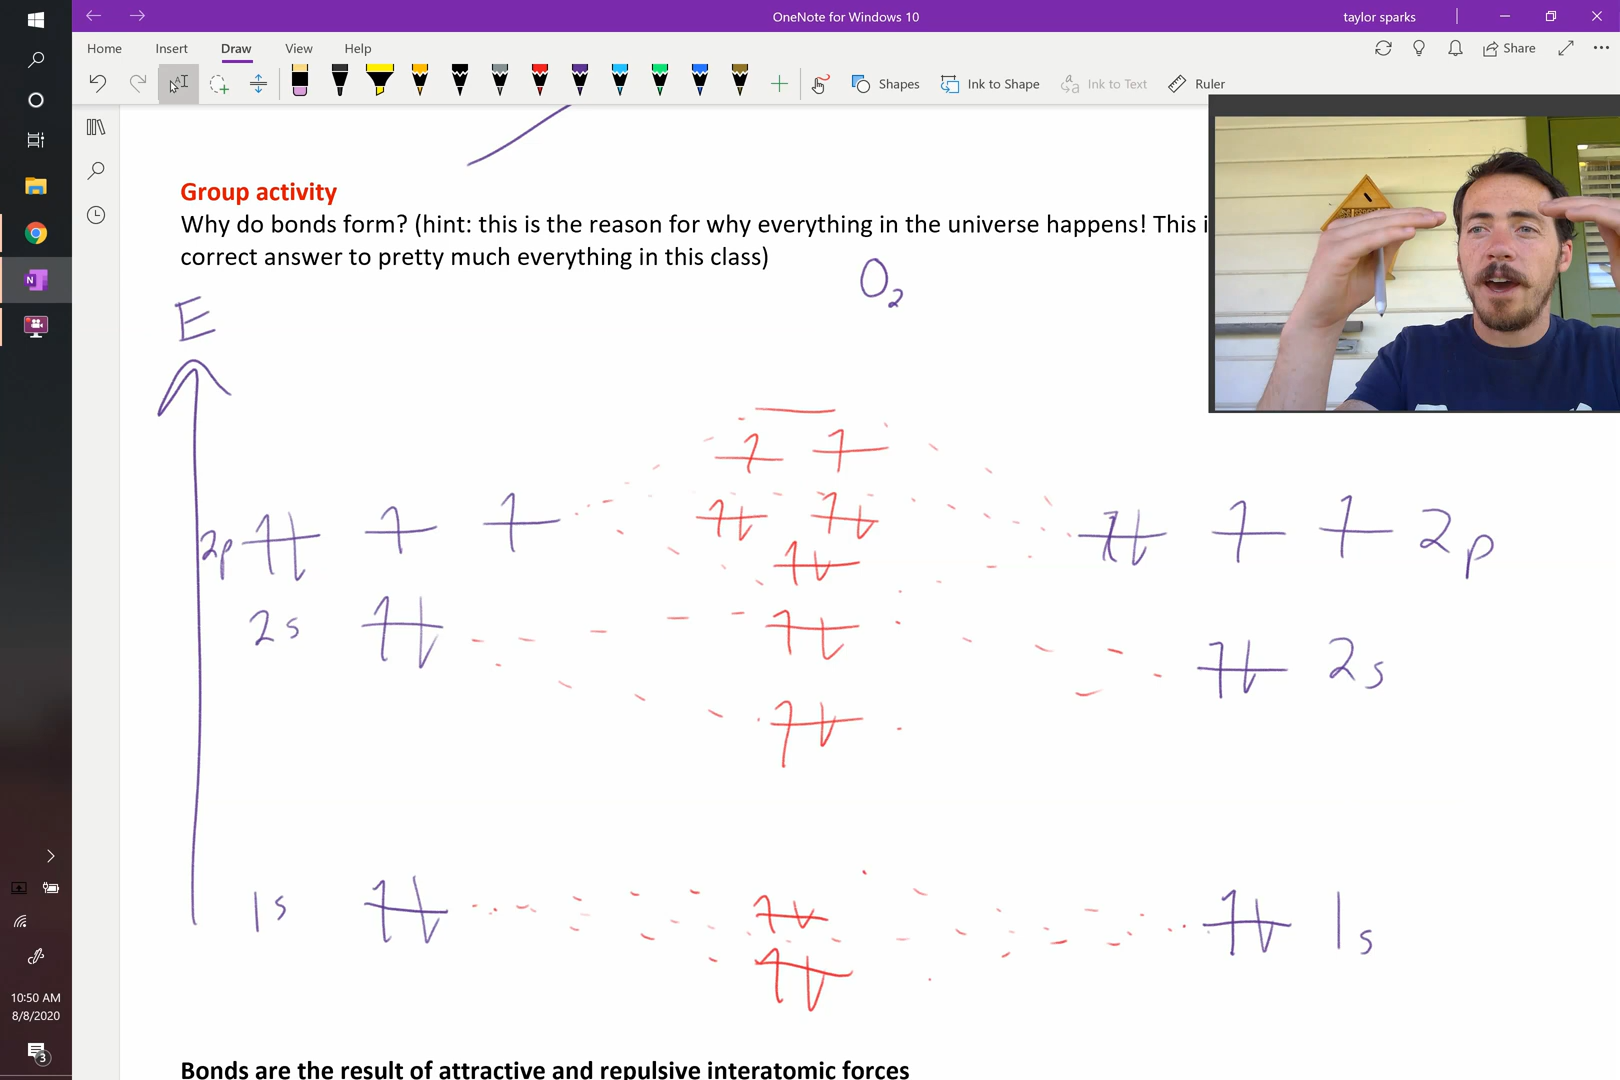 OneNote for Windows 10
taylor sparks
Home Insert Draw View Help
Share
Shapes Ink to Shape Ink to Text Ruler
Group activity
Why do bonds form? (hint: this is the reason for why everything in the universe happens! This i
correct answer to pretty much everything in this class)
O₂
E
2p
2p
2s
2s
1s
1s
10:50 AM
8/8/2020
3
Bonds are the result of attractive and repulsive interatomic forces